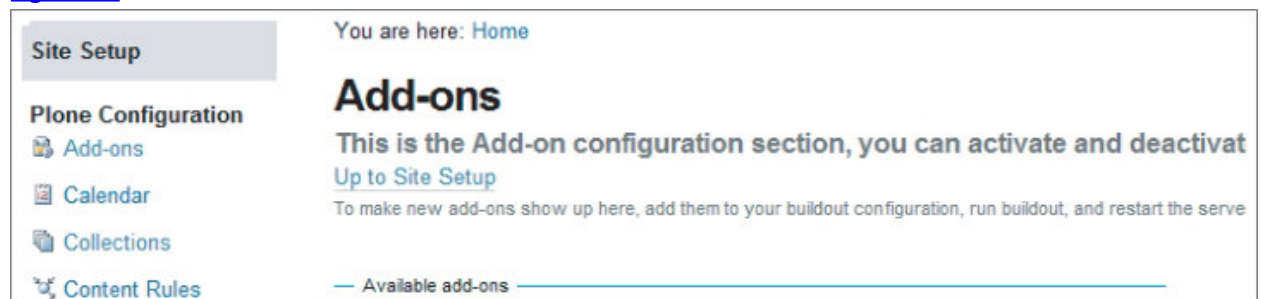 Site Setup
Plone Configuration
Add-ons
Calendar
Collections
Content Rules
You are here: Home
Add-ons
This is the Add-on configuration section, you can activate and deactivat
Up to Site Setup
To make new add-ons show up here, add them to your buildout configuration, run buildout, and restart the serve
Available add-ons